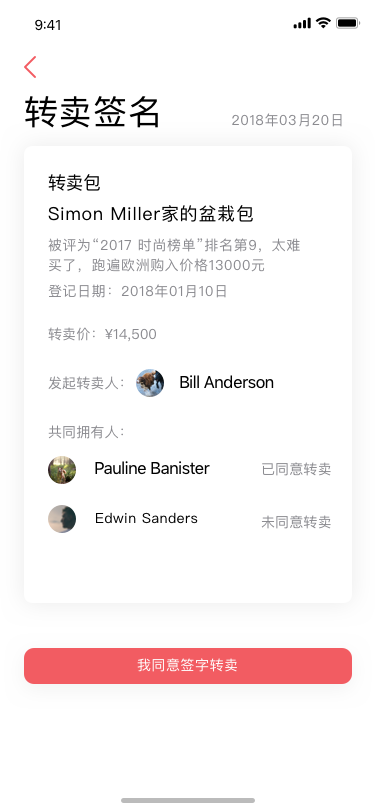 9:41
转卖签名
2018年03月20日
转卖包
Simon Miller家的盆栽包
被评为“2017 时尚榜单”排名第9，太难
买了，跑遍欧洲购入价格13000元
登记日期：2018年01月10日
转卖价：¥14,500
发起转卖人：
Bill Anderson
共同拥有人：
Pauline Banister
已同意转卖
Edwin Sanders
未同意转卖
我同意签字转卖